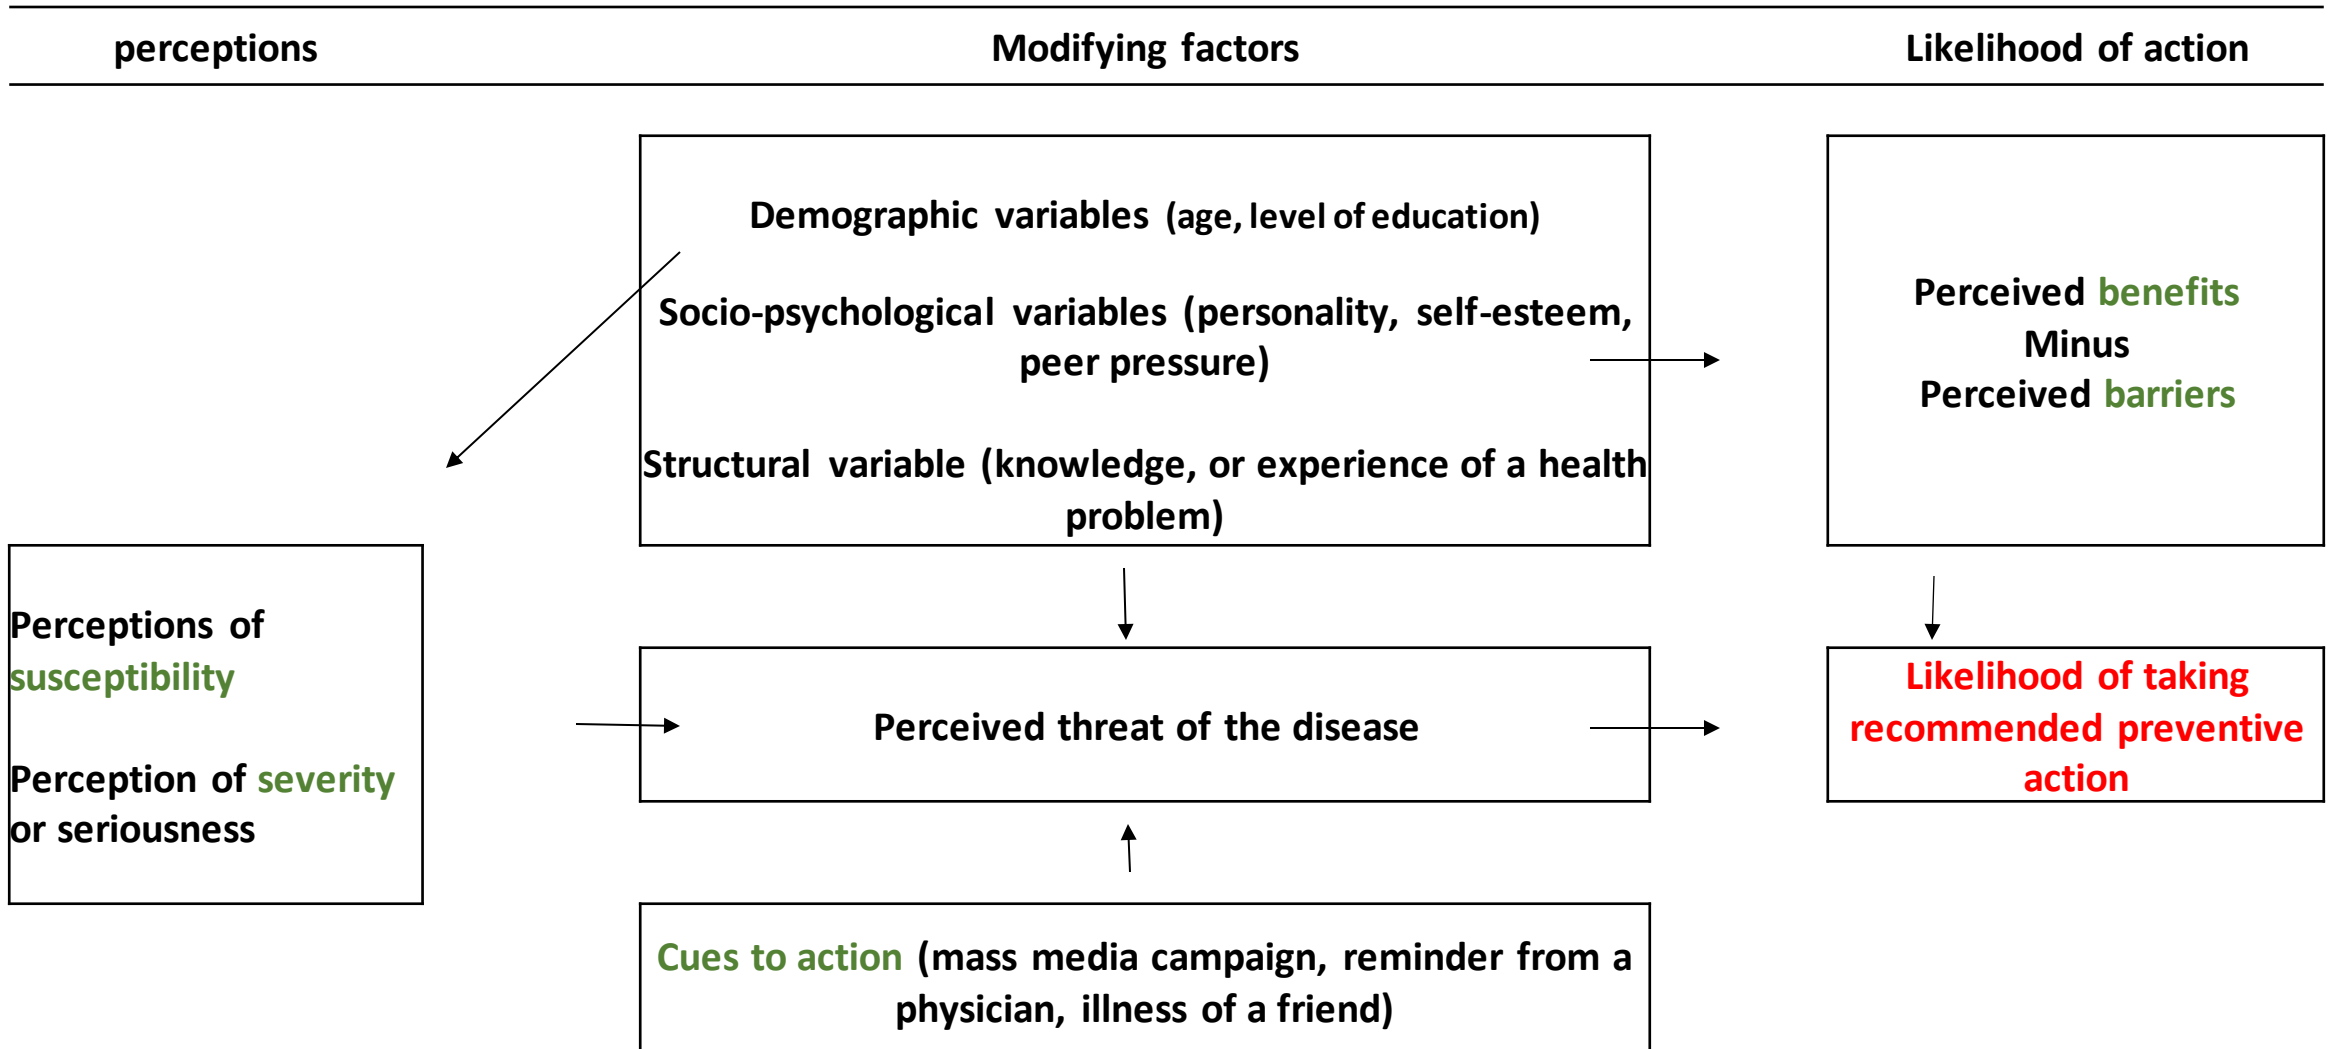 perceptions
Modifying factors
Likelihood of action
Demographic variables (age, level of education)
Socio-psychological variables (personality, self-esteem,
peer pressure)
Structural variable (knowledge, or experience of a health
problem)
Perceived benefits
Minus
Perceived barriers
Perceptions of
susceptibility
Perception of severity
or seriousness
Perceived threat of the disease
Likelihood of taking
recommended preventive
action
Cues to action (mass media campaign, reminder from a
physician, illness of a friend)